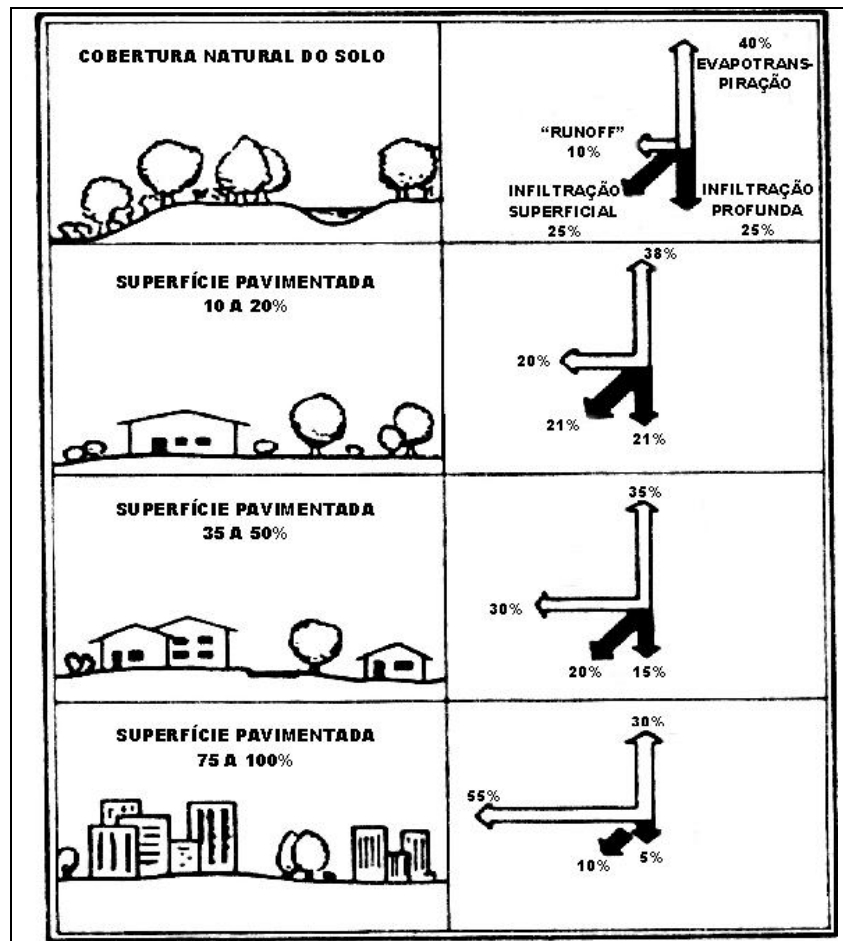 COBERTURA NATURAL DO SOLO
40%
EVAPOTRANS-
PIRAÇÃO
“RUNOFF”
10%
INFILTRAÇÃO
SUPERFICIAL
25%
INFILTRAÇÃO
PROFUNDA
25%
SUPERFÍCIE PAVIMENTADA
10 A 20%
38%
20%
21%
21%
SUPERFÍCIE PAVIMENTADA
35 A 50%
35%
30%
20%
15%
SUPERFÍCIE PAVIMENTADA
75 A 100%
30%
55%
10%
5%